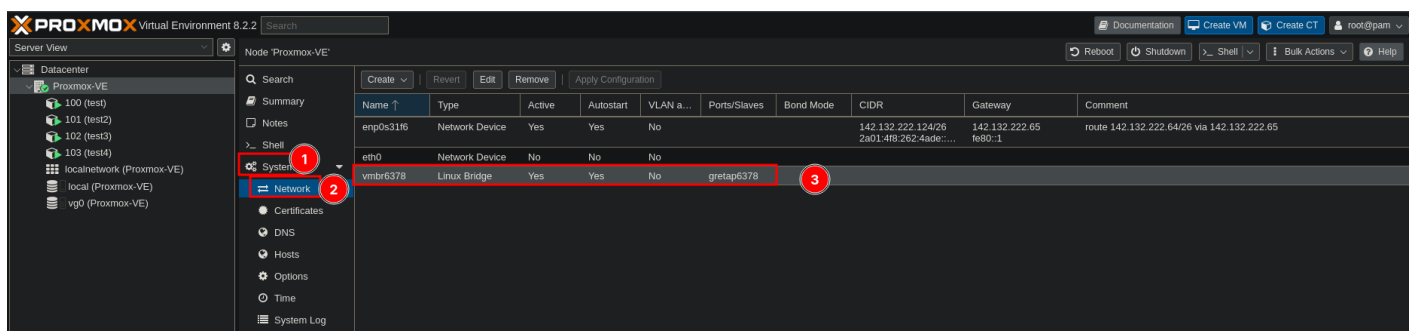 PROXMOX Virtual Environment 8.2.2 Search Documentation Create VM Create CT root@pam
Server View Node 'Proxmox-VE' Reboot Shutdown >_ Shell Bulk Actions Help
Datacenter
Proxmox-VE
100 (test)
101 (test2)
102 (test3)
103 (test4)
localnetwork (Proxmox-VE)
local (Proxmox-VE)
vg0 (Proxmox-VE)
Search
Summary
Notes
>_ Shell
1
System
Network 2
Certificates
DNS
Hosts
Options
Time
System Log
Create Revert Edit Remove Apply Configuration
Name ↑ Type Active Autostart VLAN a... Ports/Slaves Bond Mode CIDR Gateway Comment
enp0s31f6 Network Device Yes Yes No 142.132.222.124/26 142.132.222.65 route 142.132.222.64/26 via 142.132.222.65
2a01:4f8:262:4ade::... fe80::1
eth0 Network Device No No No
vmbr6378 Linux Bridge Yes Yes No gretap6378 3